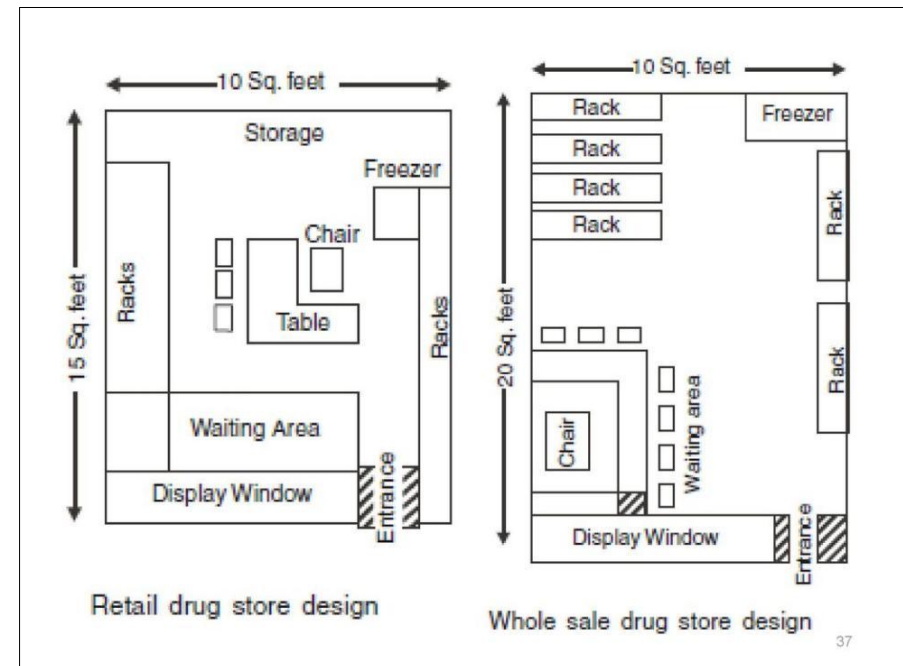 10 Sq. feet
Storage
Freezer
Chair
Racks
Table
Racks
15 Sq. feet
Waiting Area
Display Window
Entrance
Retail drug store design
10 Sq. feet
Rack
Freezer
Rack
Rack
Rack
Rack
20 Sq. feet
Rack
Chair
Waiting area
Display Window
Entrance
Whole sale drug store design
37